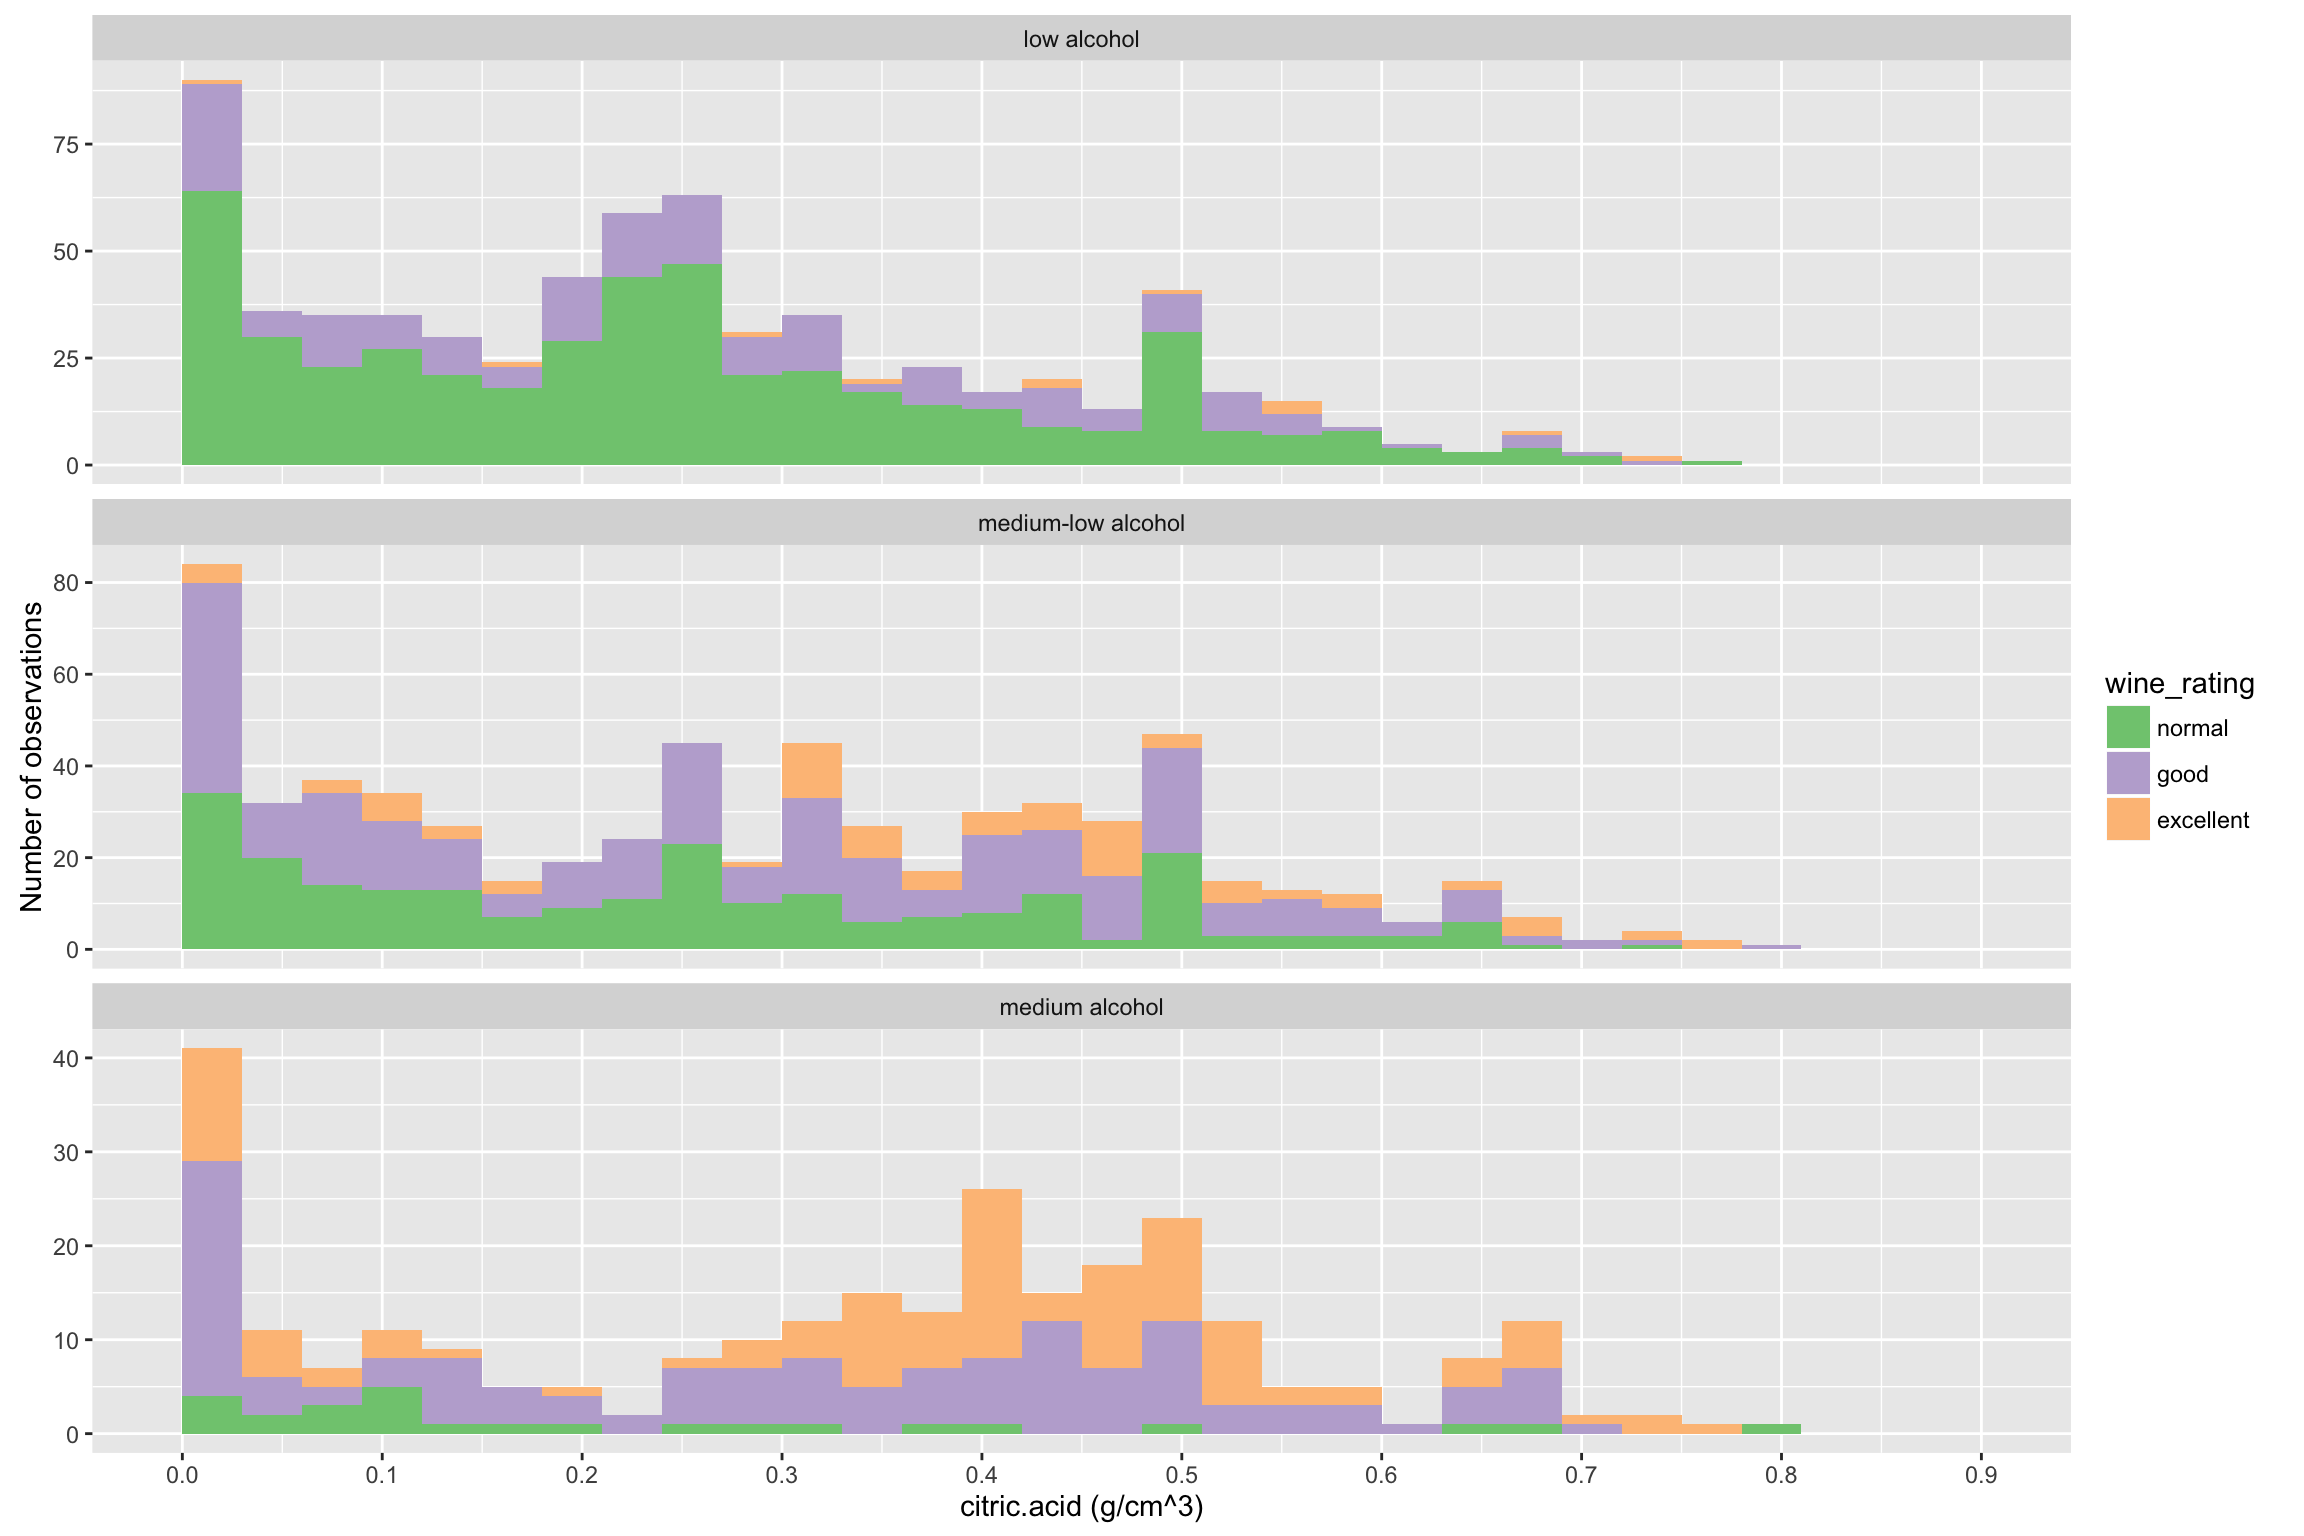 low alcohol
75
50
25
0
medium-low alcohol
80
60
40
20
0
Number of observations
medium alcohol
40
30
20
10
0
0.0 0.1 0.2 0.3 0.4 0.5 0.6 0.7 0.8 0.9
citric.acid (g/cm^3)
wine_rating
normal
good
excellent